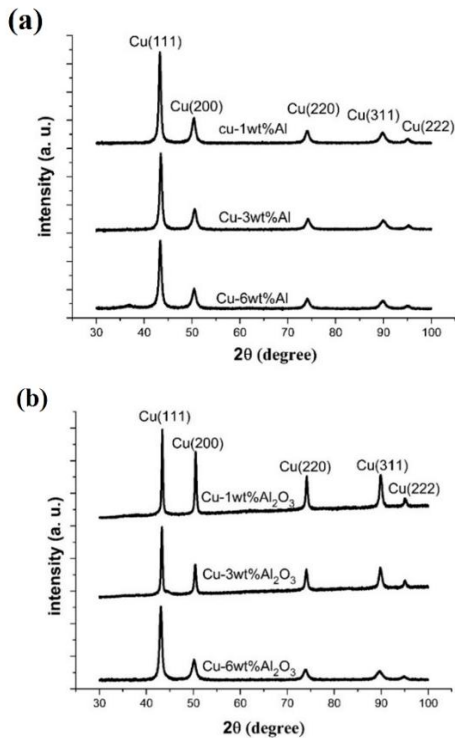 (a)
Cu(111)
Cu(200)
Cu(220)
Cu(311)
Cu(222)
cu-1wt%Al
Cu-3wt%Al
Cu-6wt%Al
intensity (a. u.)
30 40 50 60 70 80 90 100
2θ (degree)
(b)
Cu(111)
Cu(200)
Cu(220)
Cu(311)
Cu(222)
Cu-1wt%Al₂O₃
Cu-3wt%Al₂O₃
Cu-6wt%Al₂O₃
intensity (a. u.)
30 40 50 60 70 80 90 100
2θ (degree)